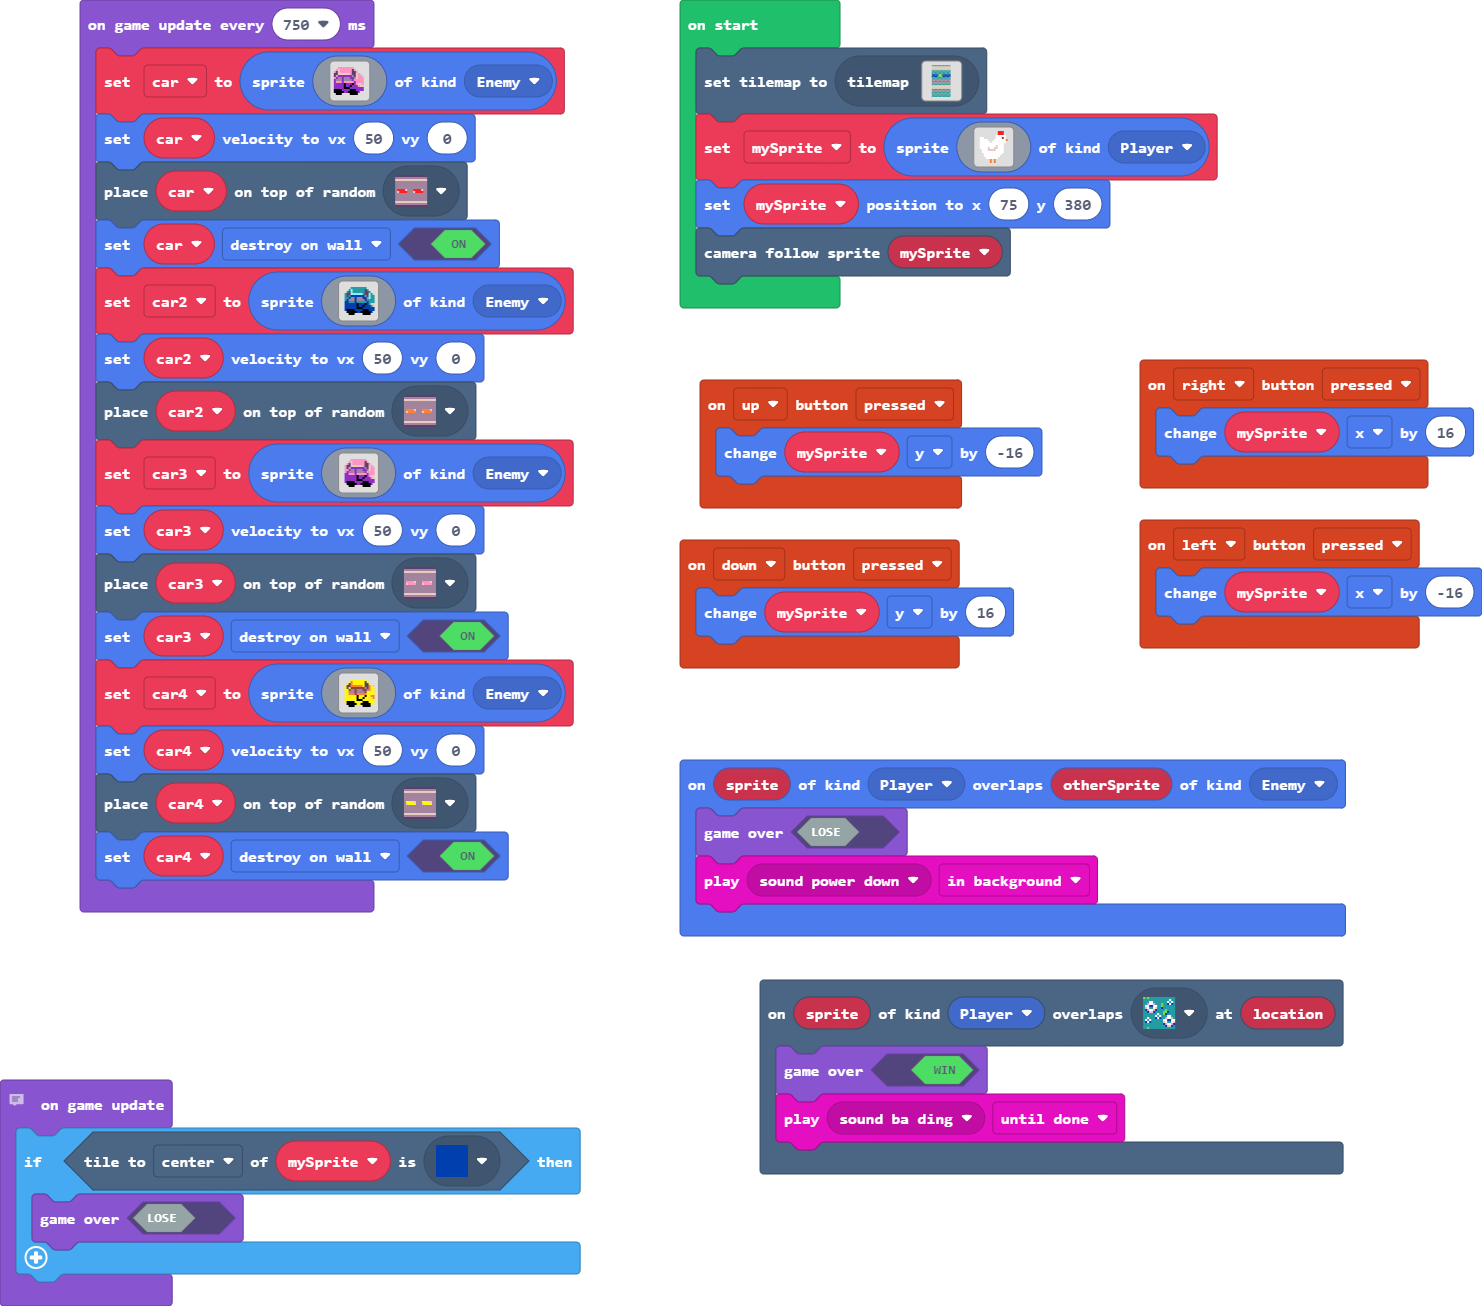 on game update every 750 ms
set car to sprite of kind Enemy
set car velocity to vx 50 vy 0
place car on top of random
set car destroy on wall ON
set car2 to sprite of kind Enemy
set car2 velocity to vx 50 vy 0
place car2 on top of random
set car3 to sprite of kind Enemy
set car3 velocity to vx 50 vy 0
place car3 on top of random
set car3 destroy on wall ON
set car4 to sprite of kind Enemy
set car4 velocity to vx 50 vy 0
place car4 on top of random
set car4 destroy on wall ON
on start
set tilemap to tilemap
set mySprite to sprite of kind Player
set mySprite position to x 75 y 380
camera follow sprite mySprite
on up button pressed
change mySprite y by -16
on right button pressed
change mySprite x by 16
on down button pressed
change mySprite y by 16
on left button pressed
change mySprite x by -16
on sprite of kind Player overlaps otherSprite of kind Enemy
game over LOSE
play sound power down in background
on sprite of kind Player overlaps at location
game over WIN
play sound ba ding until done
on game update
if tile to center of mySprite is then
game over LOSE